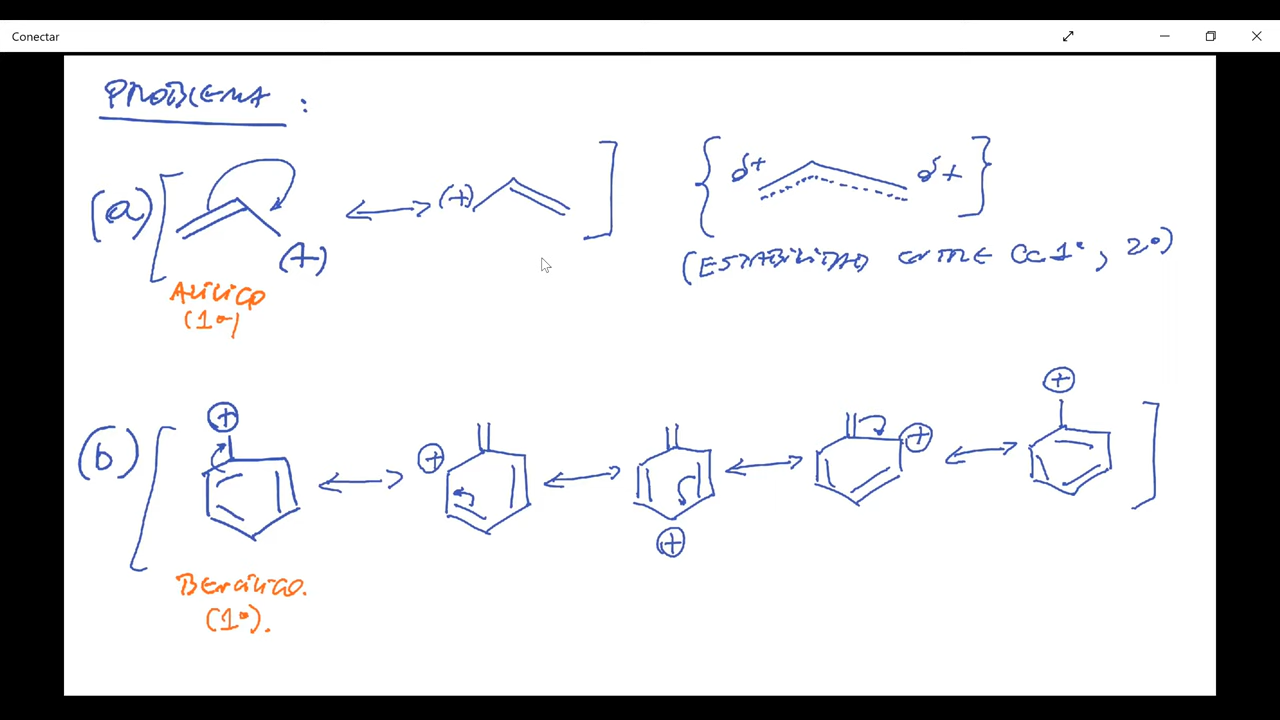 Conectar
PROBLEMA :
(a) (+) (+) δ+ δ+
(ESTABILIDAD ENTRE CC 1°, 2°)
ALÍLICO
(1°)
(b) + + + + +
BENCÍLICO.
(1°).